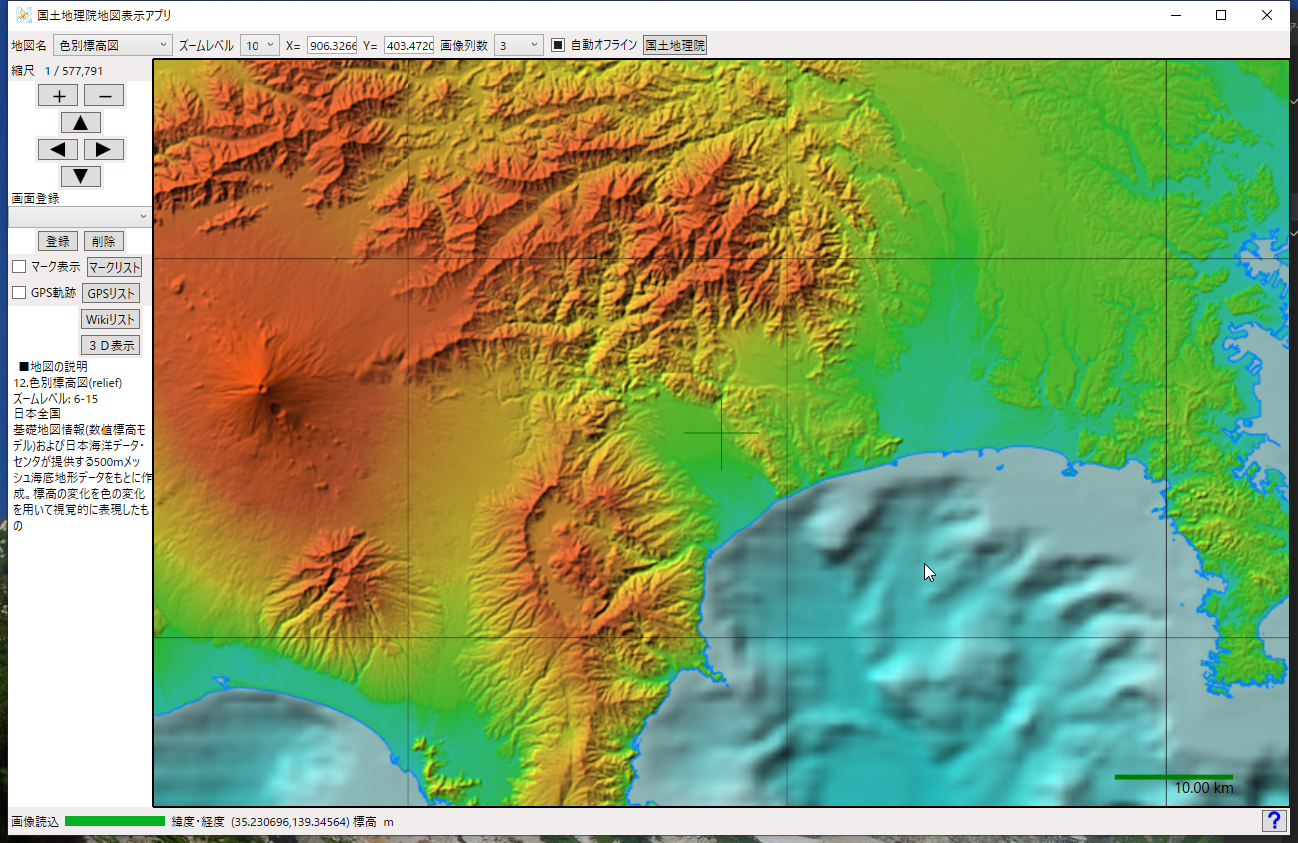 国土地理院地図表示アプリ
地図名 色別標高図 ズームレベル 10 X= 906.3266 Y= 403.4720 画像列数 3 自動オフライン 国土地理院
縮尺 1 / 577,791
+ −
▲
◀ ▶
▼
画面登録
登録 削除
マーク表示 マークリスト
GPS軌跡 GPSリスト
Wikiリスト
３Ｄ表示
■地図の説明
12.色別標高図(relief)
ズームレベル: 6-15
日本全国
基礎地図情報(数値標高モ
デル)および日本海洋データ・
センタが提供する500mメッ
シュ海底地形データをもとに作
成。標高の変化を色の変化
を用いて視覚的に表現したも
の
10.00 km
画像読込 緯度・経度 (35.230696,139.34564) 標高 m
?